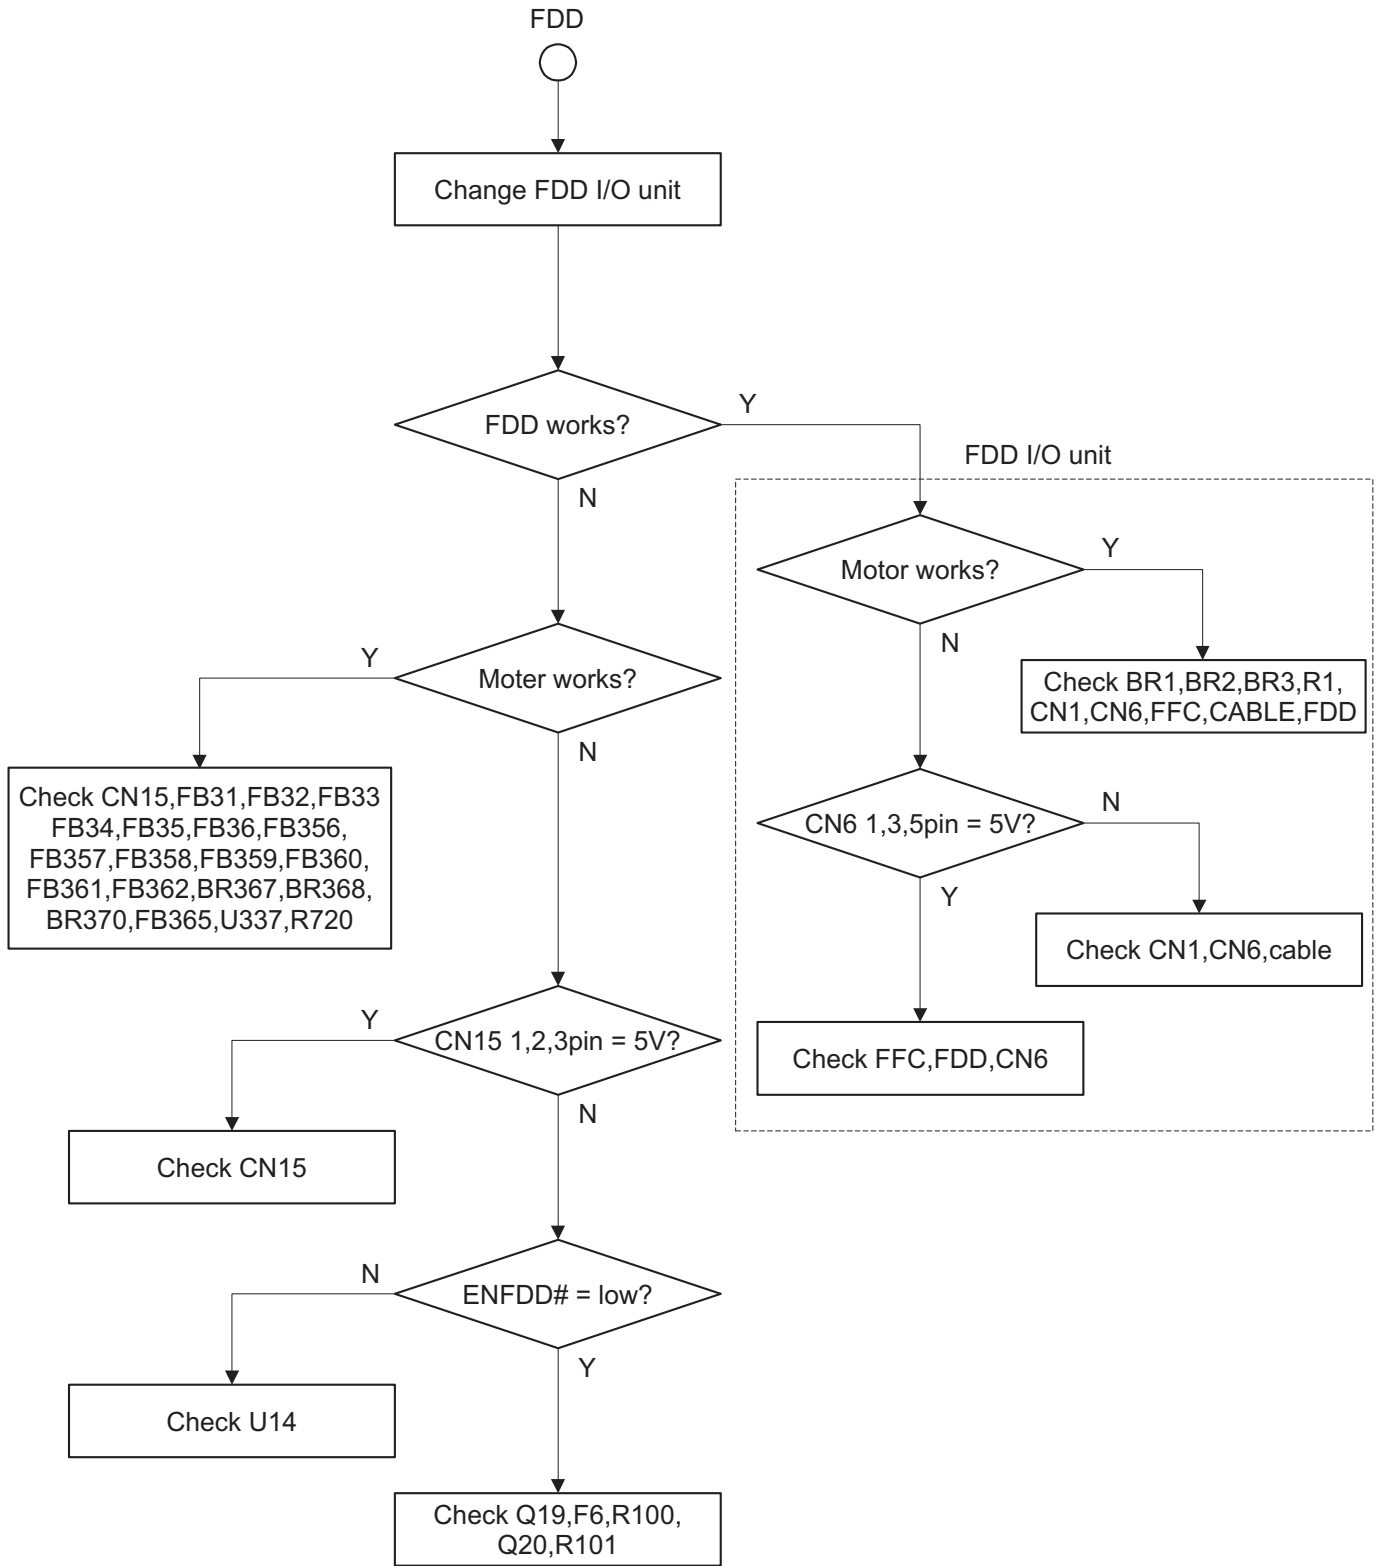 FDD
Change FDD I/O unit
FDD works?
Y
N
FDD I/O unit
Motor works?
Y
N
Check BR1,BR2,BR3,R1,
CN1,CN6,FFC,CABLE,FDD
Moter works?
Y
N
Check CN15,FB31,FB32,FB33
FB34,FB35,FB36,FB356,
FB357,FB358,FB359,FB360,
FB361,FB362,BR367,BR368,
BR370,FB365,U337,R720
CN6 1,3,5pin = 5V?
N
Y
Check CN1,CN6,cable
Check FFC,FDD,CN6
CN15 1,2,3pin = 5V?
Y
N
Check CN15
ENFDD# = low?
N
Y
Check U14
Check Q19,F6,R100,
Q20,R101